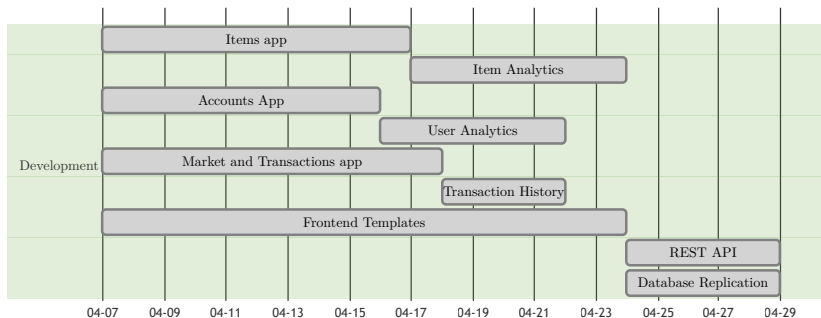 Items app
Item Analytics
Accounts App
User Analytics
Development
Market and Transactions app
Transaction History
Frontend Templates
REST API
Database Replication
04-07 04-09 04-11 04-13 04-15 04-17 04-19 04-21 04-23 04-25 04-27 04-29